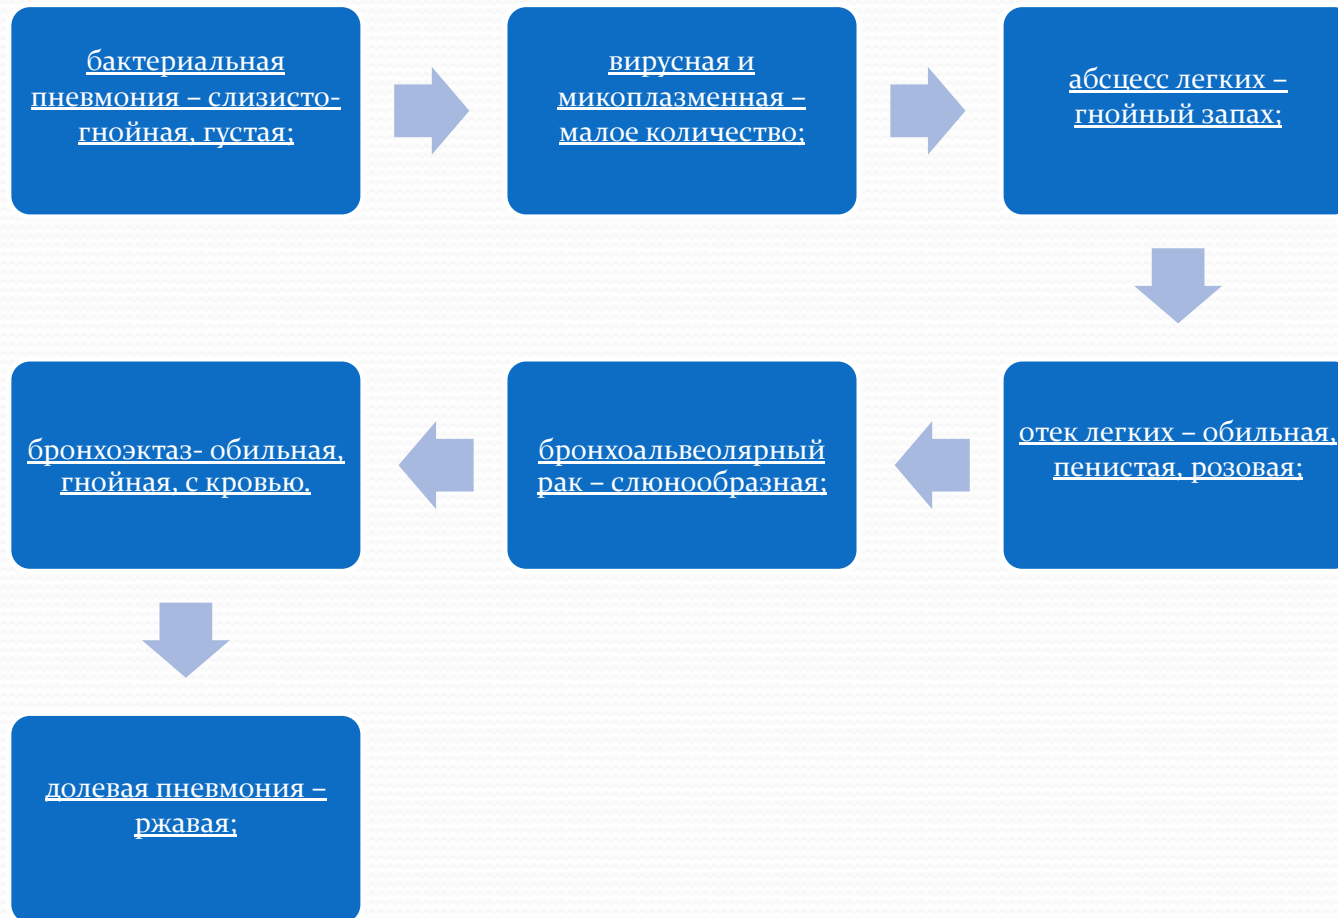 бактериальная
пневмония – слизисто-
гнойная, густая;
вирусная и
микоплазменная –
малое количество;
абсцесс легких –
гнойный запах;
отек легких – обильная,
пенистая, розовая;
бронхоальвеолярный
рак – слюнообразная;
бронхоэктаз- обильная,
гнойная, с кровью.
долевая пневмония –
ржавая;